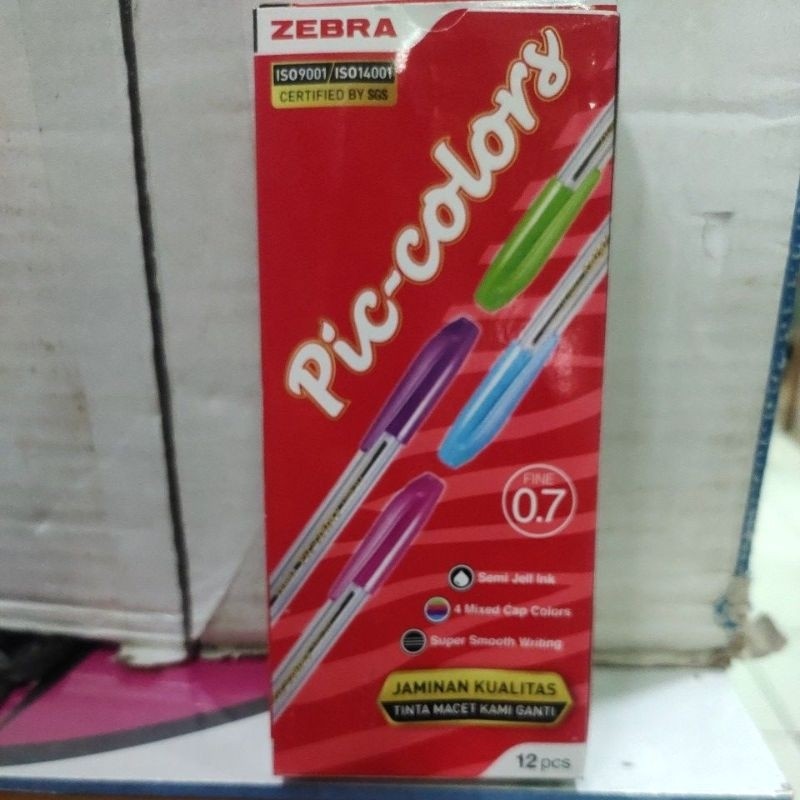 ZEBRA
ISO9001/ISO14001
CERTIFIED BY SGS
Pic-colors
FINE
0.7
Semi Jell Ink
4 Mixed Cap Colors
Super Smooth Writing
JAMINAN KUALITAS
TINTA MACET KAMI GANTI
12 pcs